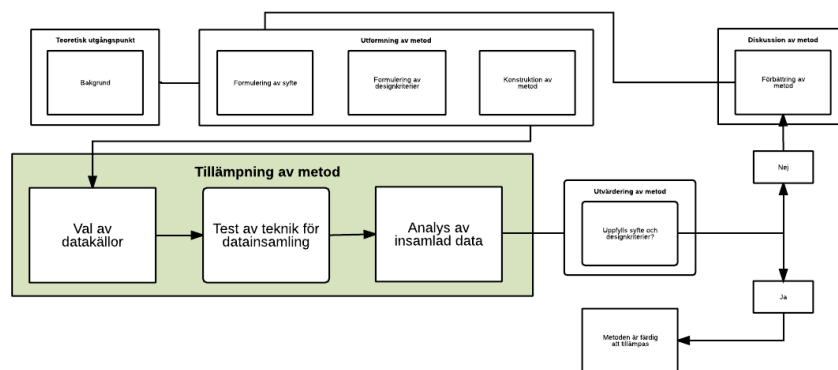 Teoretisk utgångspunkt
Bakgrund
Utformning av metod
Formulering av syfte
Formulering av
designkriterier
Konstruktion av
metod
Diskussion av metod
Förbättring av
metod
Tillämpning av metod
Val av
datakällor
Test av teknik för
datainsamling
Analys av
insamlad data
Utvärdering av metod
Uppfylls syfte och
designkriterier?
Nej
Ja
Metoden är färdig
att tillämpas